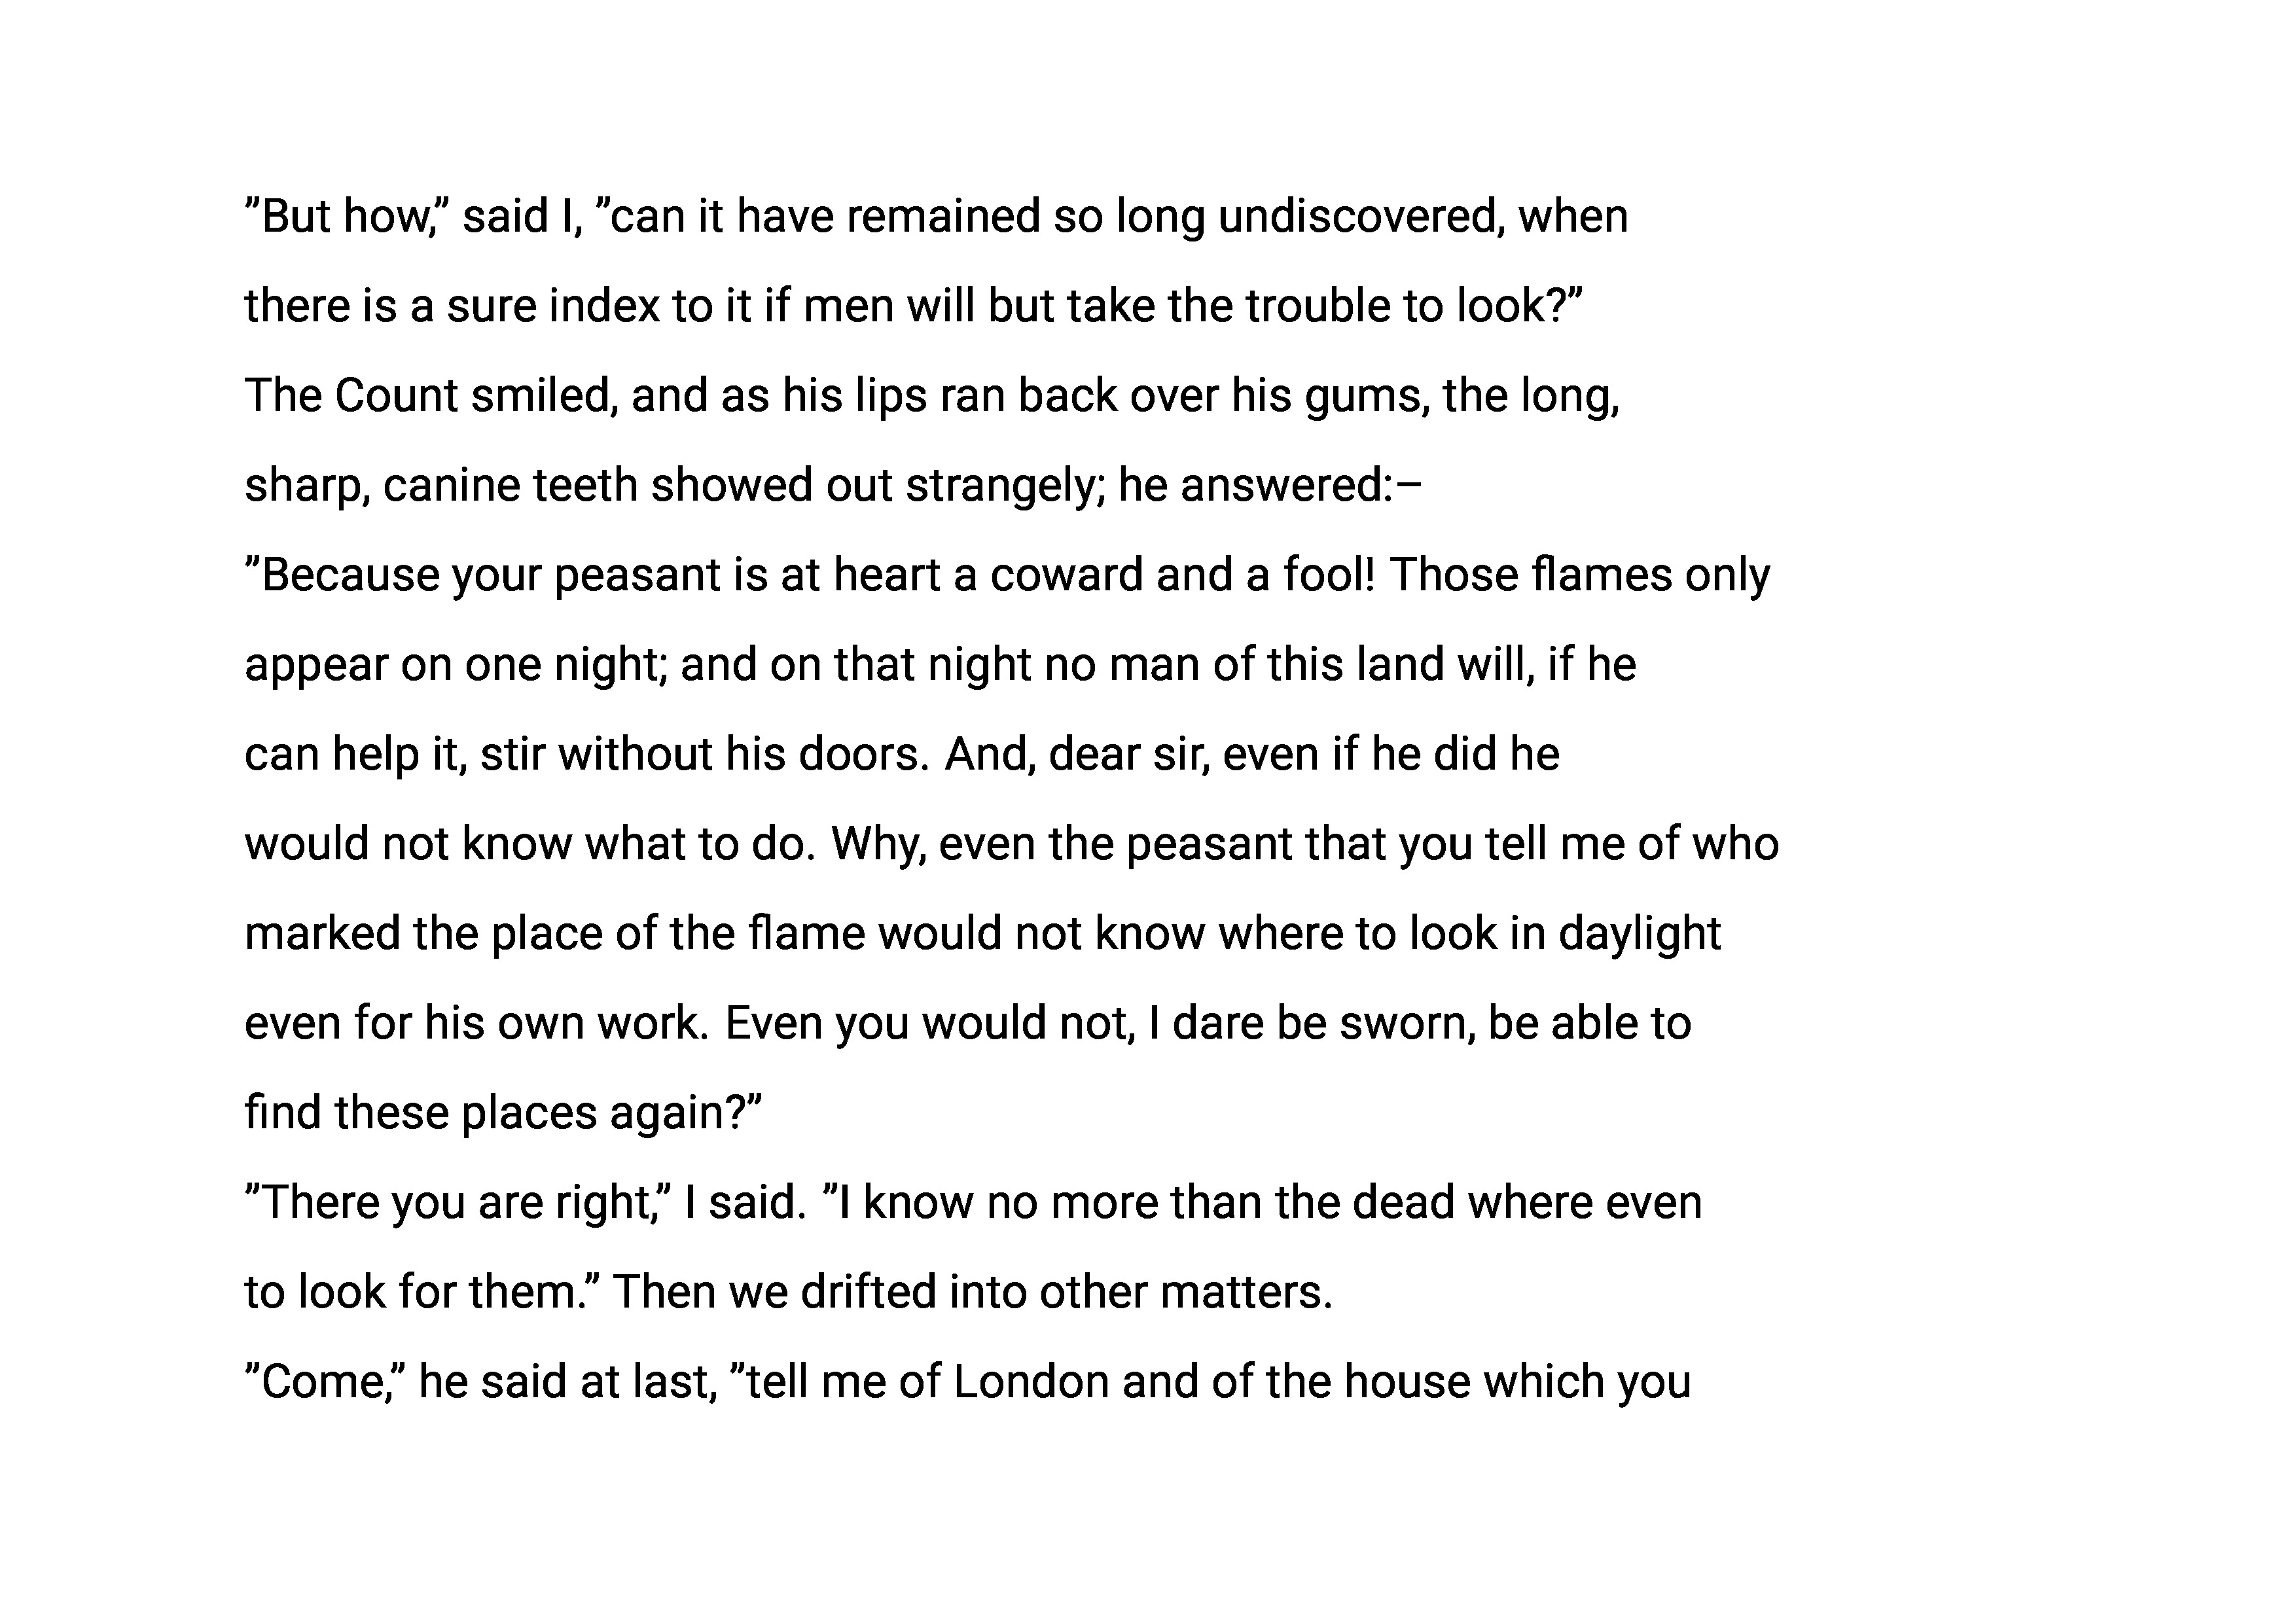 ”But how,” said I, ”can it have remained so long undiscovered, when
there is a sure index to it if men will but take the trouble to look?”
The Count smiled, and as his lips ran back over his gums, the long,
sharp, canine teeth showed out strangely; he answered:–
”Because your peasant is at heart a coward and a fool! Those flames only
appear on one night; and on that night no man of this land will, if he
can help it, stir without his doors. And, dear sir, even if he did he
would not know what to do. Why, even the peasant that you tell me of who
marked the place of the flame would not know where to look in daylight
even for his own work. Even you would not, I dare be sworn, be able to
find these places again?”
”There you are right,” I said. ”I know no more than the dead where even
to look for them.” Then we drifted into other matters.
”Come,” he said at last, ”tell me of London and of the house which you